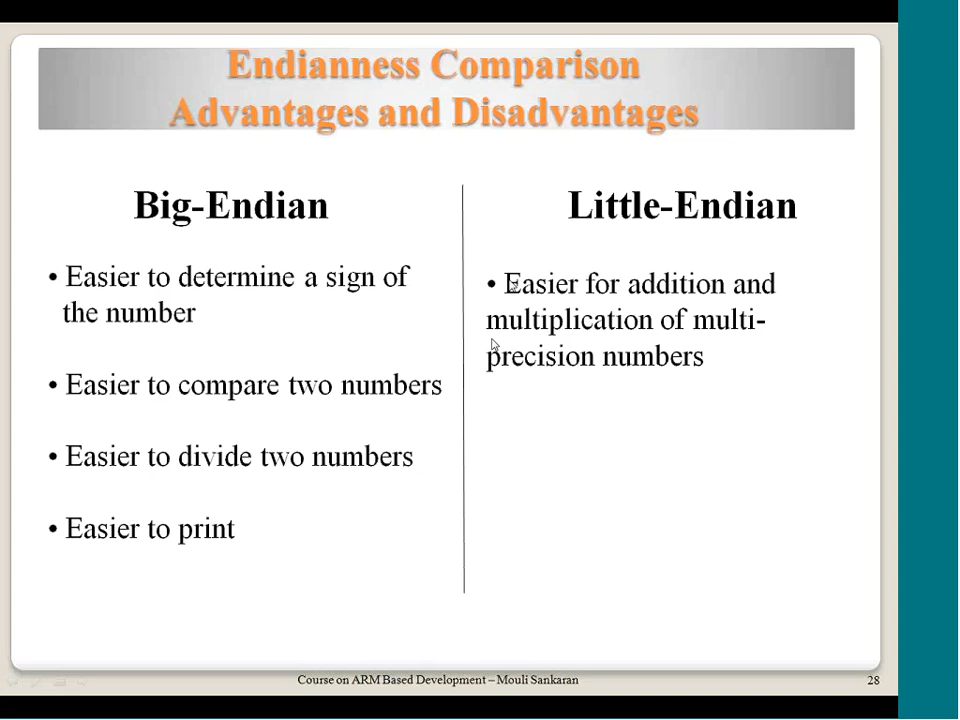 Endianness Comparison
Advantages and Disadvantages
Big-Endian
• Easier to determine a sign of
the number
• Easier to compare two numbers
• Easier to divide two numbers
• Easier to print
Little-Endian
• Easier for addition and
multiplication of multi-
precision numbers
Course on ARM Based Development – Mouli Sankaran
28